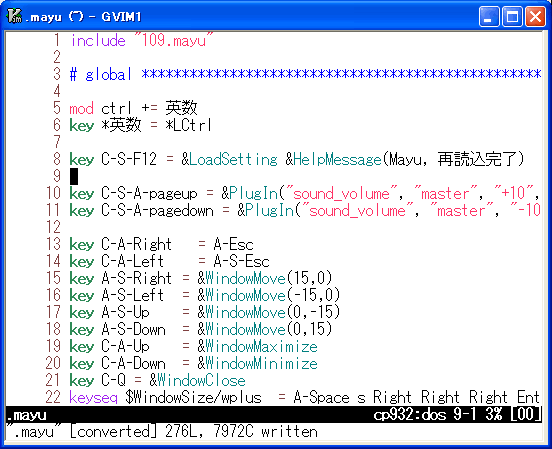 .mayu (~) - GVIM1
1 include "109.mayu"
2
3 # global *************************************************
4
5 mod ctrl += 英数
6 key *英数 = *LCtrl
7
8 key C-S-F12 = &LoadSetting &HelpMessage(Mayu, 再読込完了)
9
10 key C-S-A-pageup = &PlugIn("sound_volume", "master", "+10",
11 key C-S-A-pagedown = &PlugIn("sound_volume", "master", "-10
12
13 key C-A-Right   = A-Esc
14 key C-A-Left    = A-S-Esc
15 key A-S-Right = &WindowMove(15,0)
16 key A-S-Left  = &WindowMove(-15,0)
17 key A-S-Up    = &WindowMove(0,-15)
18 key A-S-Down  = &WindowMove(0,15)
19 key C-A-Up    = &WindowMaximize
20 key C-A-Down  = &WindowMinimize
21 key C-Q = &WindowClose
22 keyseq $WindowSize/wplus  = A-Space s Right Right Right Ent
.mayu cp932:dos 9-1 3% [00]
".mayu" [converted] 276L, 7972C written